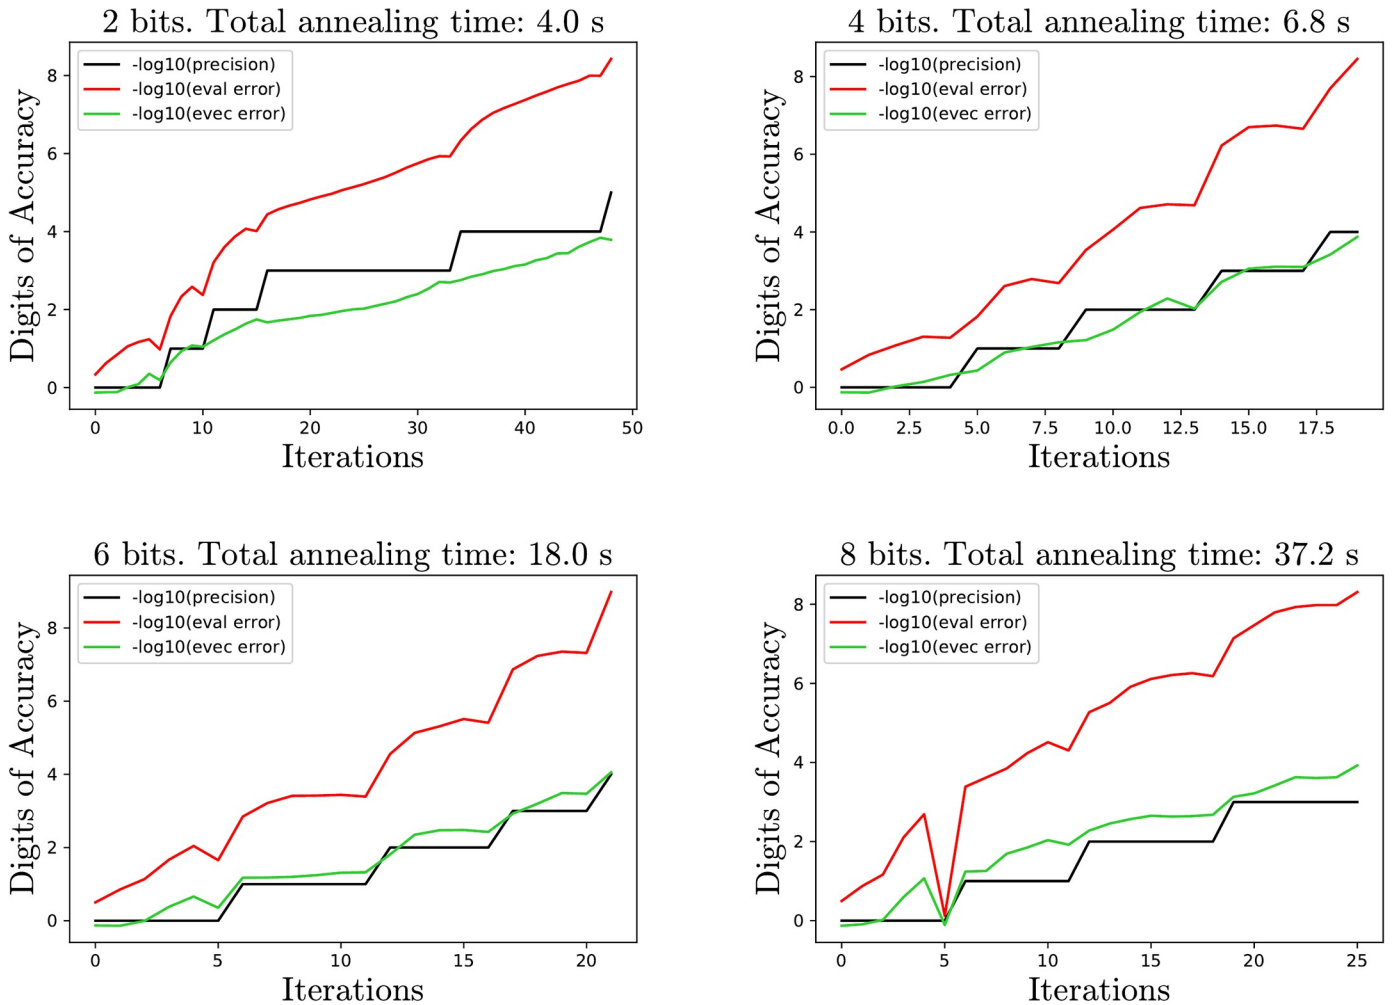 2 bits. Total annealing time: 4.0 s
-log10(precision)
-log10(eval error)
-log10(evec error)
Digits of Accuracy
8
6
4
2
0
0 10 20 30 40 50
Iterations
4 bits. Total annealing time: 6.8 s
-log10(precision)
-log10(eval error)
-log10(evec error)
Digits of Accuracy
8
6
4
2
0
0.0 2.5 5.0 7.5 10.0 12.5 15.0 17.5
Iterations
6 bits. Total annealing time: 18.0 s
-log10(precision)
-log10(eval error)
-log10(evec error)
Digits of Accuracy
8
6
4
2
0
0 5 10 15 20
Iterations
8 bits. Total annealing time: 37.2 s
-log10(precision)
-log10(eval error)
-log10(evec error)
Digits of Accuracy
8
6
4
2
0
0 5 10 15 20 25
Iterations